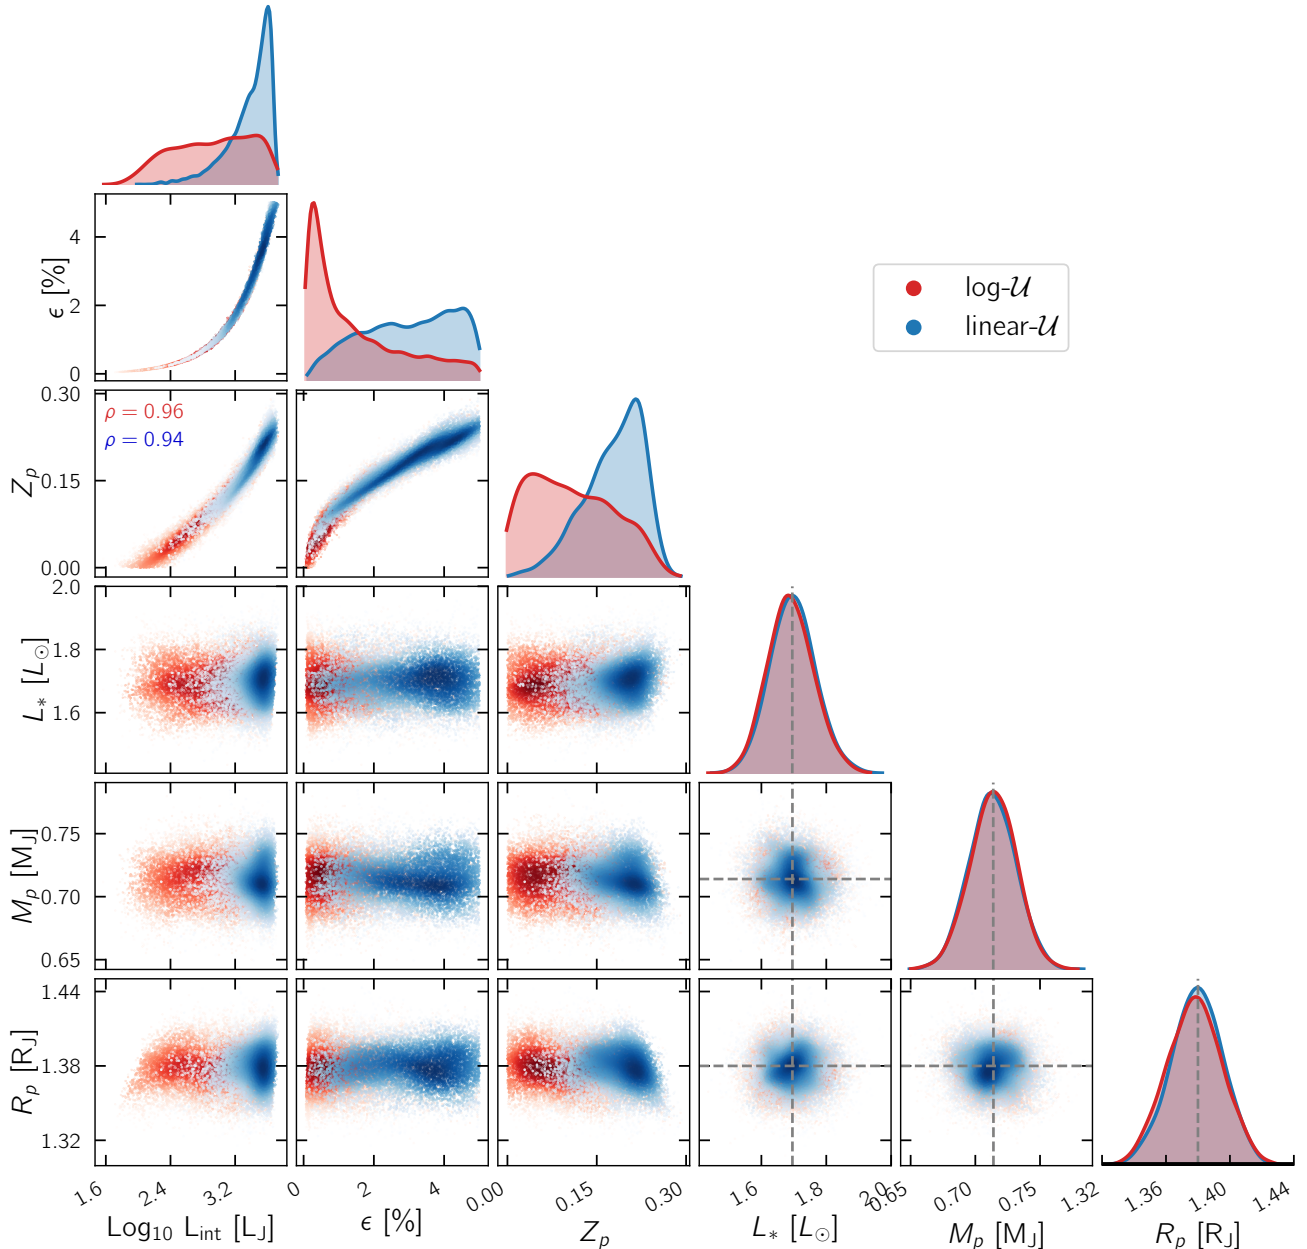 log-𝒰
linear-𝒰
ϵ [%]
4
2
0
Z_p
0.30
0.15
0.00
ρ = 0.96
ρ = 0.94
L_* [L_⊙]
2.0
1.8
1.6
M_p [M_J]
0.75
0.70
0.65
R_p [R_J]
1.44
1.38
1.32
1.6 2.4 3.2
0 2 4
0.00 0.15 0.30
1.6 1.8 2.0
0.65 0.70 0.75
1.32 1.36 1.40 1.44
Log₁₀ L_int [L_J]
ϵ [%]
Z_p
L_* [L_⊙]
M_p [M_J]
R_p [R_J]